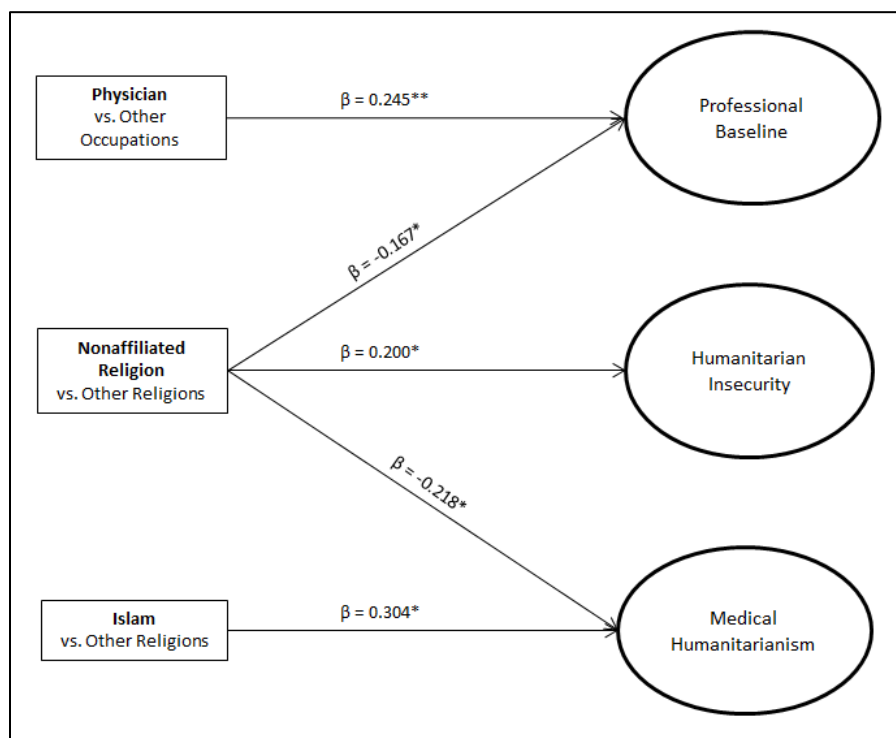 Physician
vs. Other
Occupations
β = 0.245**
Professional
Baseline
β = -0.167*
Nonaffiliated
Religion
vs. Other Religions
β = 0.200*
Humanitarian
Insecurity
β = -0.218*
Islam
vs. Other Religions
β = 0.304*
Medical
Humanitarianism